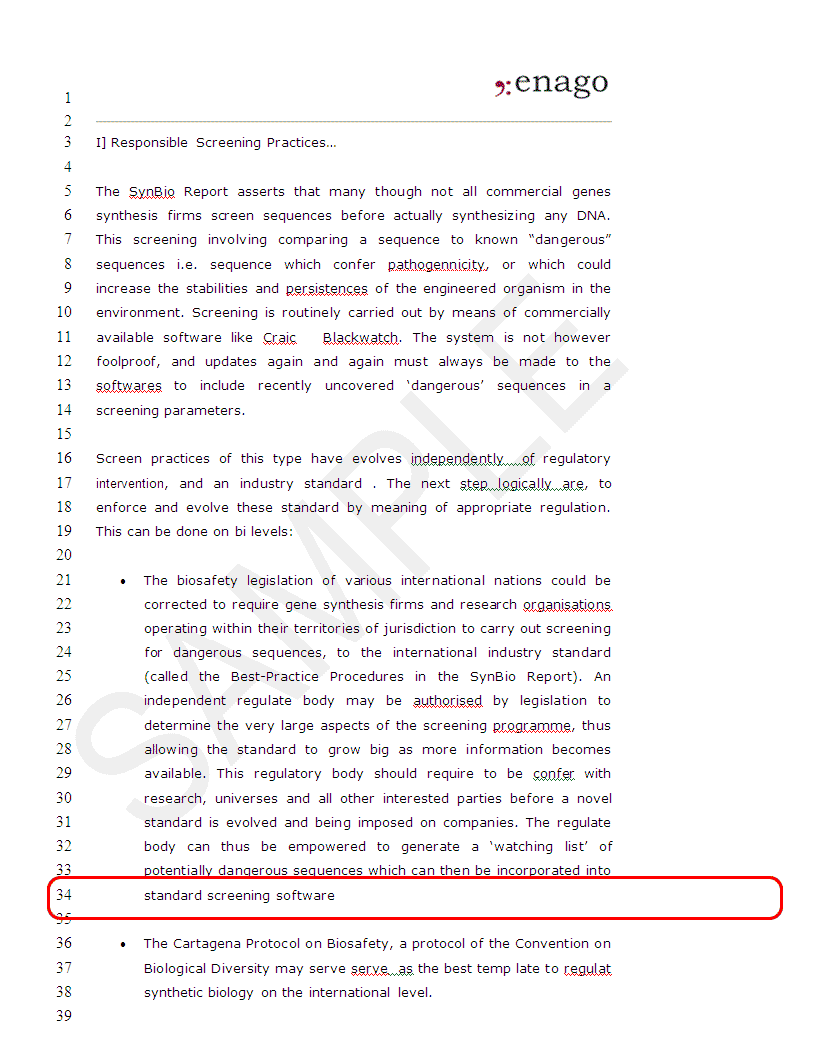 enago
1
2
3 I] Responsible Screening Practices…
4
5 The SynBio Report asserts that many though not all commercial genes
6 synthesis firms screen sequences before actually synthesizing any DNA.
7 This screening involving comparing a sequence to known “dangerous”
8 sequences i.e. sequence which confer pathogennicity, or which could
9 increase the stabilities and persistences of the engineered organism in the
10 environment. Screening is routinely carried out by means of commercially
11 available software like Craic Blackwatch. The system is not however
12 foolproof, and updates again and again must always be made to the
13 softwares to include recently uncovered ‘dangerous’ sequences in a
14 screening parameters.
15
16 Screen practices of this type have evolves independently of regulatory
17 intervention, and an industry standard . The next step logically are, to
18 enforce and evolve these standard by meaning of appropriate regulation.
19 This can be done on bi levels:
20
21 • The biosafety legislation of various international nations could be
22 corrected to require gene synthesis firms and research organisations
23 operating within their territories of jurisdiction to carry out screening
24 for dangerous sequences, to the international industry standard
25 (called the Best-Practice Procedures in the SynBio Report). An
26 independent regulate body may be authorised by legislation to
27 determine the very large aspects of the screening programme, thus
28 allowing the standard to grow big as more information becomes
29 available. This regulatory body should require to be confer with
30 research, universes and all other interested parties before a novel
31 standard is evolved and being imposed on companies. The regulate
32 body can thus be empowered to generate a ‘watching list’ of
33 potentially dangerous sequences which can then be incorporated into
34 standard screening software
35
36 • The Cartagena Protocol on Biosafety, a protocol of the Convention on
37 Biological Diversity may serve serve as the best temp late to regulat
38 synthetic biology on the international level.
39
SAMPLE